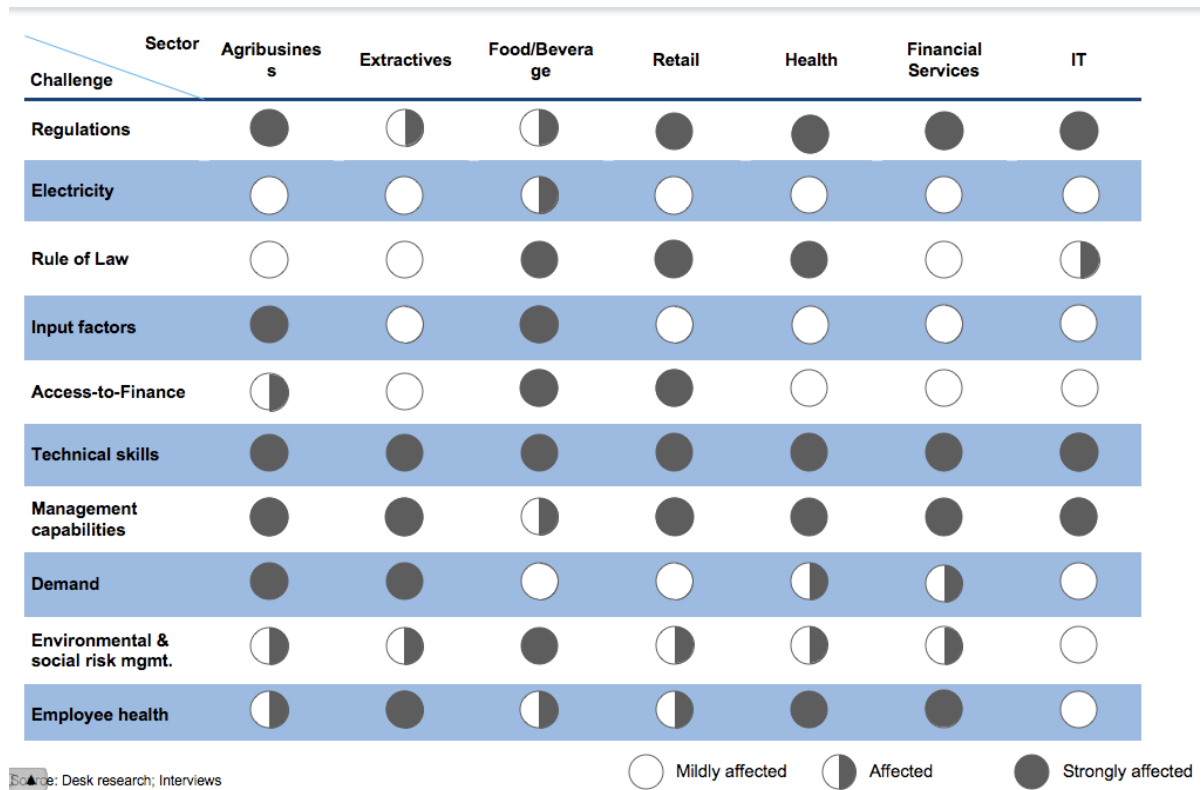 Sector
Challenge
Agribusines
s
Extractives
Food/Bevera
ge
Retail
Health
Financial
Services
IT
Regulations
Electricity
Rule of Law
Input factors
Access-to-Finance
Technical skills
Management
capabilities
Demand
Environmental &
social risk mgmt.
Employee health
Mildly affected
Affected
Strongly affected
Desk research; Interviews